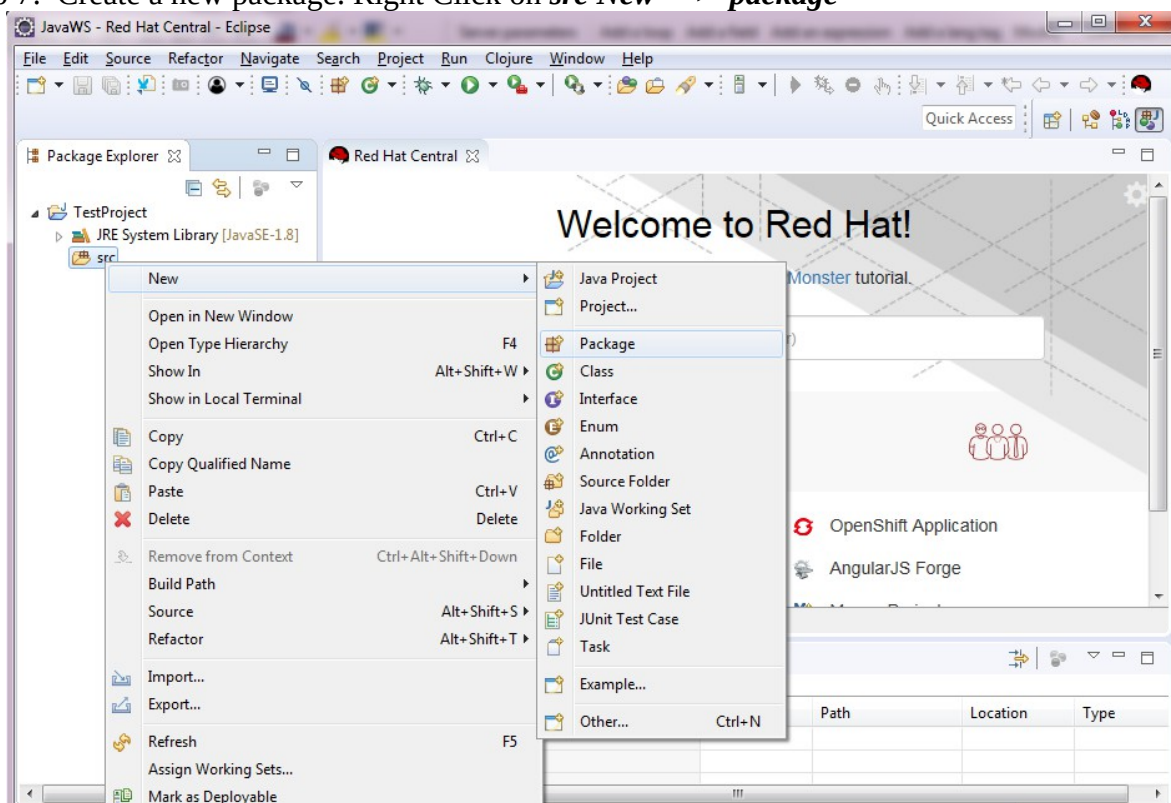 7: Create a new package: Right Click on src-New package
JavaWS - Red Hat Central - Eclipse
File Edit Source Refactor Navigate Search Project Run Clojure Window Help
Quick Access
Package Explorer
Red Hat Central
TestProject
JRE System Library [JavaSE-1.8]
src
Welcome to Red Hat!
Monster tutorial.
New
Open in New Window
Open Type Hierarchy F4
Show In Alt+Shift+W
Show in Local Terminal
Copy Ctrl+C
Copy Qualified Name
Paste Ctrl+V
Delete Delete
Remove from Context Ctrl+Alt+Shift+Down
Build Path
Source Alt+Shift+S
Refactor Alt+Shift+T
Import...
Export...
Refresh F5
Assign Working Sets...
Mark as Deployable
Java Project
Project...
Package
Class
Interface
Enum
Annotation
Source Folder
Java Working Set
Folder
File
Untitled Text File
JUnit Test Case
Task
Example...
Other... Ctrl+N
OpenShift Application
AngularJS Forge
Path Location Type